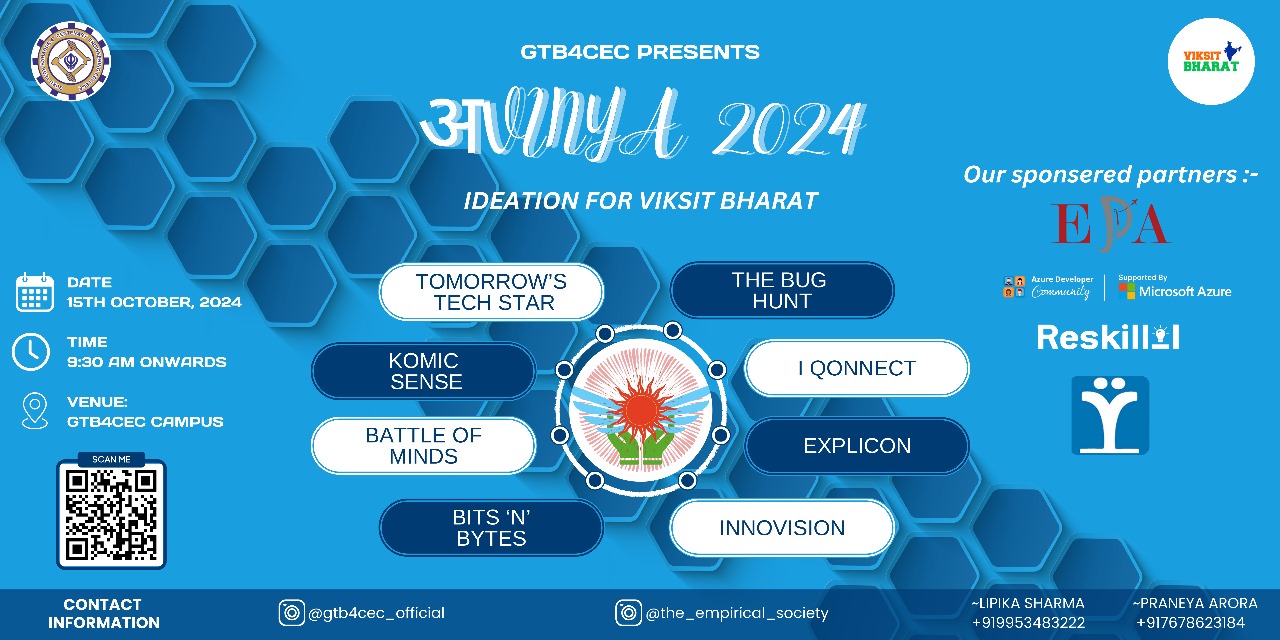 GTB4CEC PRESENTS
VIKSIT
BHARAT
अVINYA 2024
IDEATION FOR VIKSIT BHARAT
Our sponsered partners :-
EPA
Azure Developer
Community
Supported By
Microsoft Azure
Reskilll
DATE
15TH OCTOBER, 2024
TIME
9:30 AM ONWARDS
VENUE:
GTB4CEC CAMPUS
SCAN ME
TOMORROW'S
TECH STAR
THE BUG
HUNT
KOMIC
SENSE
I QONNECT
BATTLE OF
MINDS
EXPLICON
BITS 'N'
BYTES
INNOVISION
CONTACT
INFORMATION
@gtb4cec_official
@the_empirical_society
~LIPIKA SHARMA
+919953483222
~PRANEYA ARORA
+917678623184